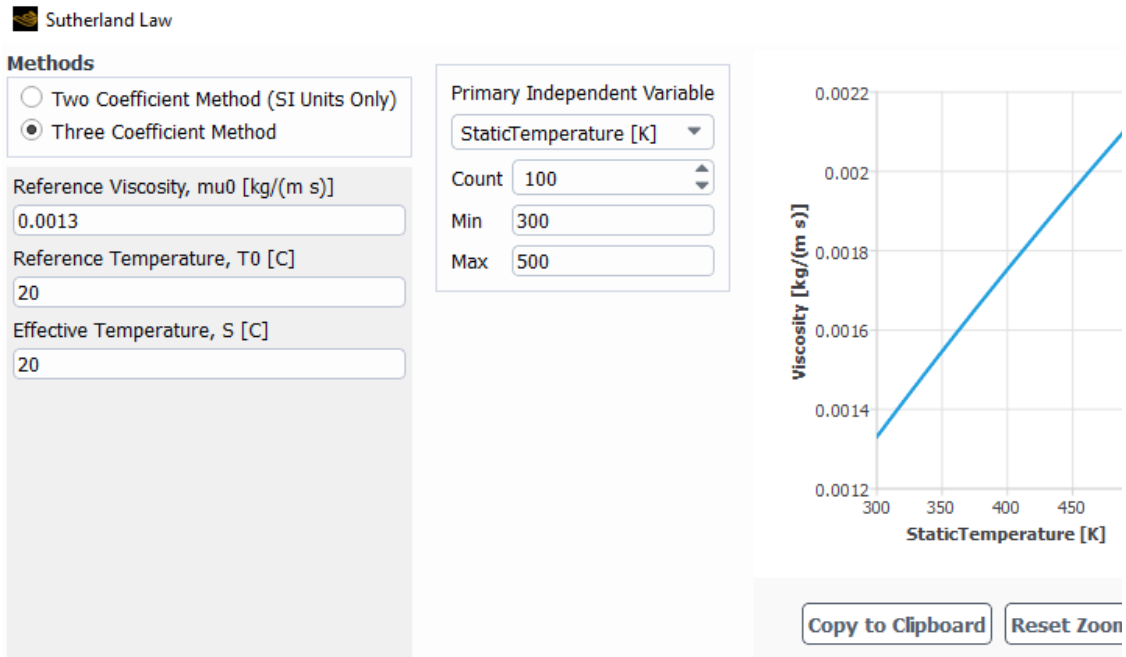 Sutherland Law
Methods
Two Coefficient Method (SI Units Only)
Three Coefficient Method
Reference Viscosity, mu0 [kg/(m s)]
0.0013
Reference Temperature, T0 [C]
20
Effective Temperature, S [C]
20
Primary Independent Variable
StaticTemperature [K]
Count 100
Min 300
Max 500
Viscosity [kg/(m s)]
0.0022
0.002
0.0018
0.0016
0.0014
0.0012
300 350 400 450
StaticTemperature [K]
Copy to Clipboard Reset Zoom